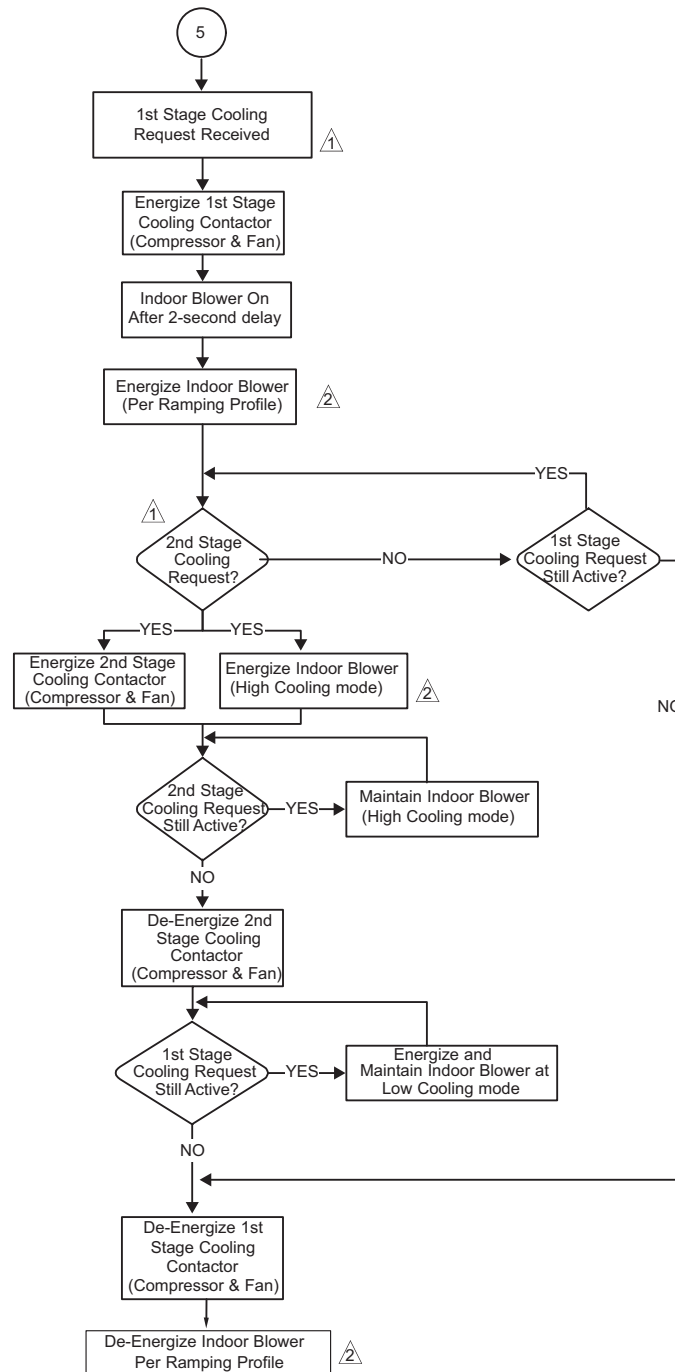 5
1st Stage Cooling
Request Received
1
Energize 1st Stage
Cooling Contactor
(Compressor & Fan)
Indoor Blower On
After 2-second delay
Energize Indoor Blower
(Per Ramping Profile)
2
YES
1
2nd Stage
Cooling
Request?
NO
1st Stage
Cooling Request
Still Active?
YES
YES
Energize 2nd Stage
Cooling Contactor
(Compressor & Fan)
Energize Indoor Blower
(High Cooling mode)
2
NO
2nd Stage
Cooling Request
Still Active?
YES
Maintain Indoor Blower
(High Cooling mode)
NO
De-Energize 2nd
Stage Cooling
Contactor
(Compressor & Fan)
1st Stage
Cooling Request
Still Active?
YES
Energize and
Maintain Indoor Blower at
Low Cooling mode
NO
De-Energize 1st
Stage Cooling
Contactor
(Compressor & Fan)
De-Energize Indoor Blower
Per Ramping Profile
2